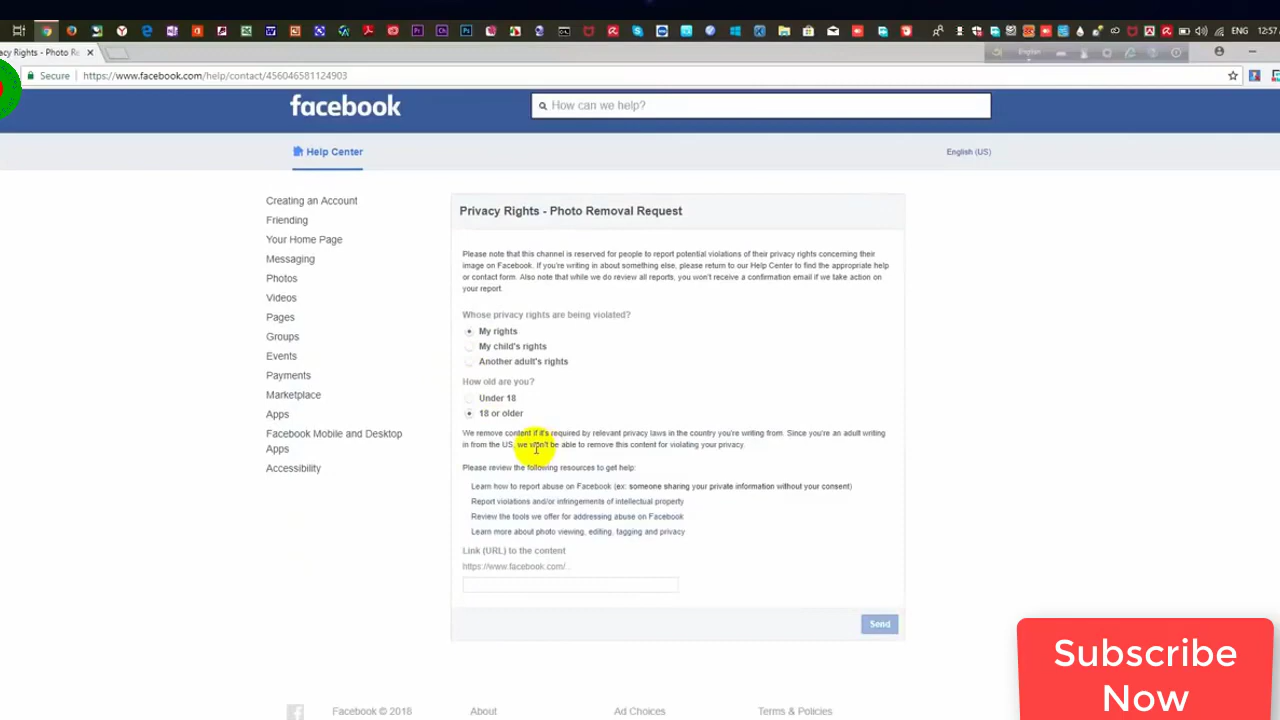 ENG 12:57
acy Rights - Photo Re
English
Secure
https://www.facebook.com/help/contact/456046581124903
facebook
How can we help?
Help Center
English (US)
Creating an Account
Friending
Your Home Page
Messaging
Photos
Videos
Pages
Groups
Events
Payments
Marketplace
Apps
Facebook Mobile and Desktop
Apps
Accessibility
Privacy Rights - Photo Removal Request
Please note that this channel is reserved for people to report potential violations of their privacy rights concerning their
image on Facebook. If you're writing in about something else, please return to our Help Center to find the appropriate help
or contact form. Also note that while we do review all reports, you won't receive a confirmation email if we take action on
your report.
Whose privacy rights are being violated?
My rights
My child's rights
Another adult's rights
How old are you?
Under 18
18 or older
We remove content if it's required by relevant privacy laws in the country you're writing from. Since you're an adult writing
in from the US, we won't be able to remove this content for violating your privacy.
Please review the following resources to get help:
Learn how to report abuse on Facebook (ex: someone sharing your private information without your consent)
Report violations and/or infringements of intellectual property
Review the tools we offer for addressing abuse on Facebook
Learn more about photo viewing, editing, tagging and privacy
Link (URL) to the content
https://www.facebook.com/...
Send
Subscribe
Now
Facebook © 2018
About
Ad Choices
Terms & Policies